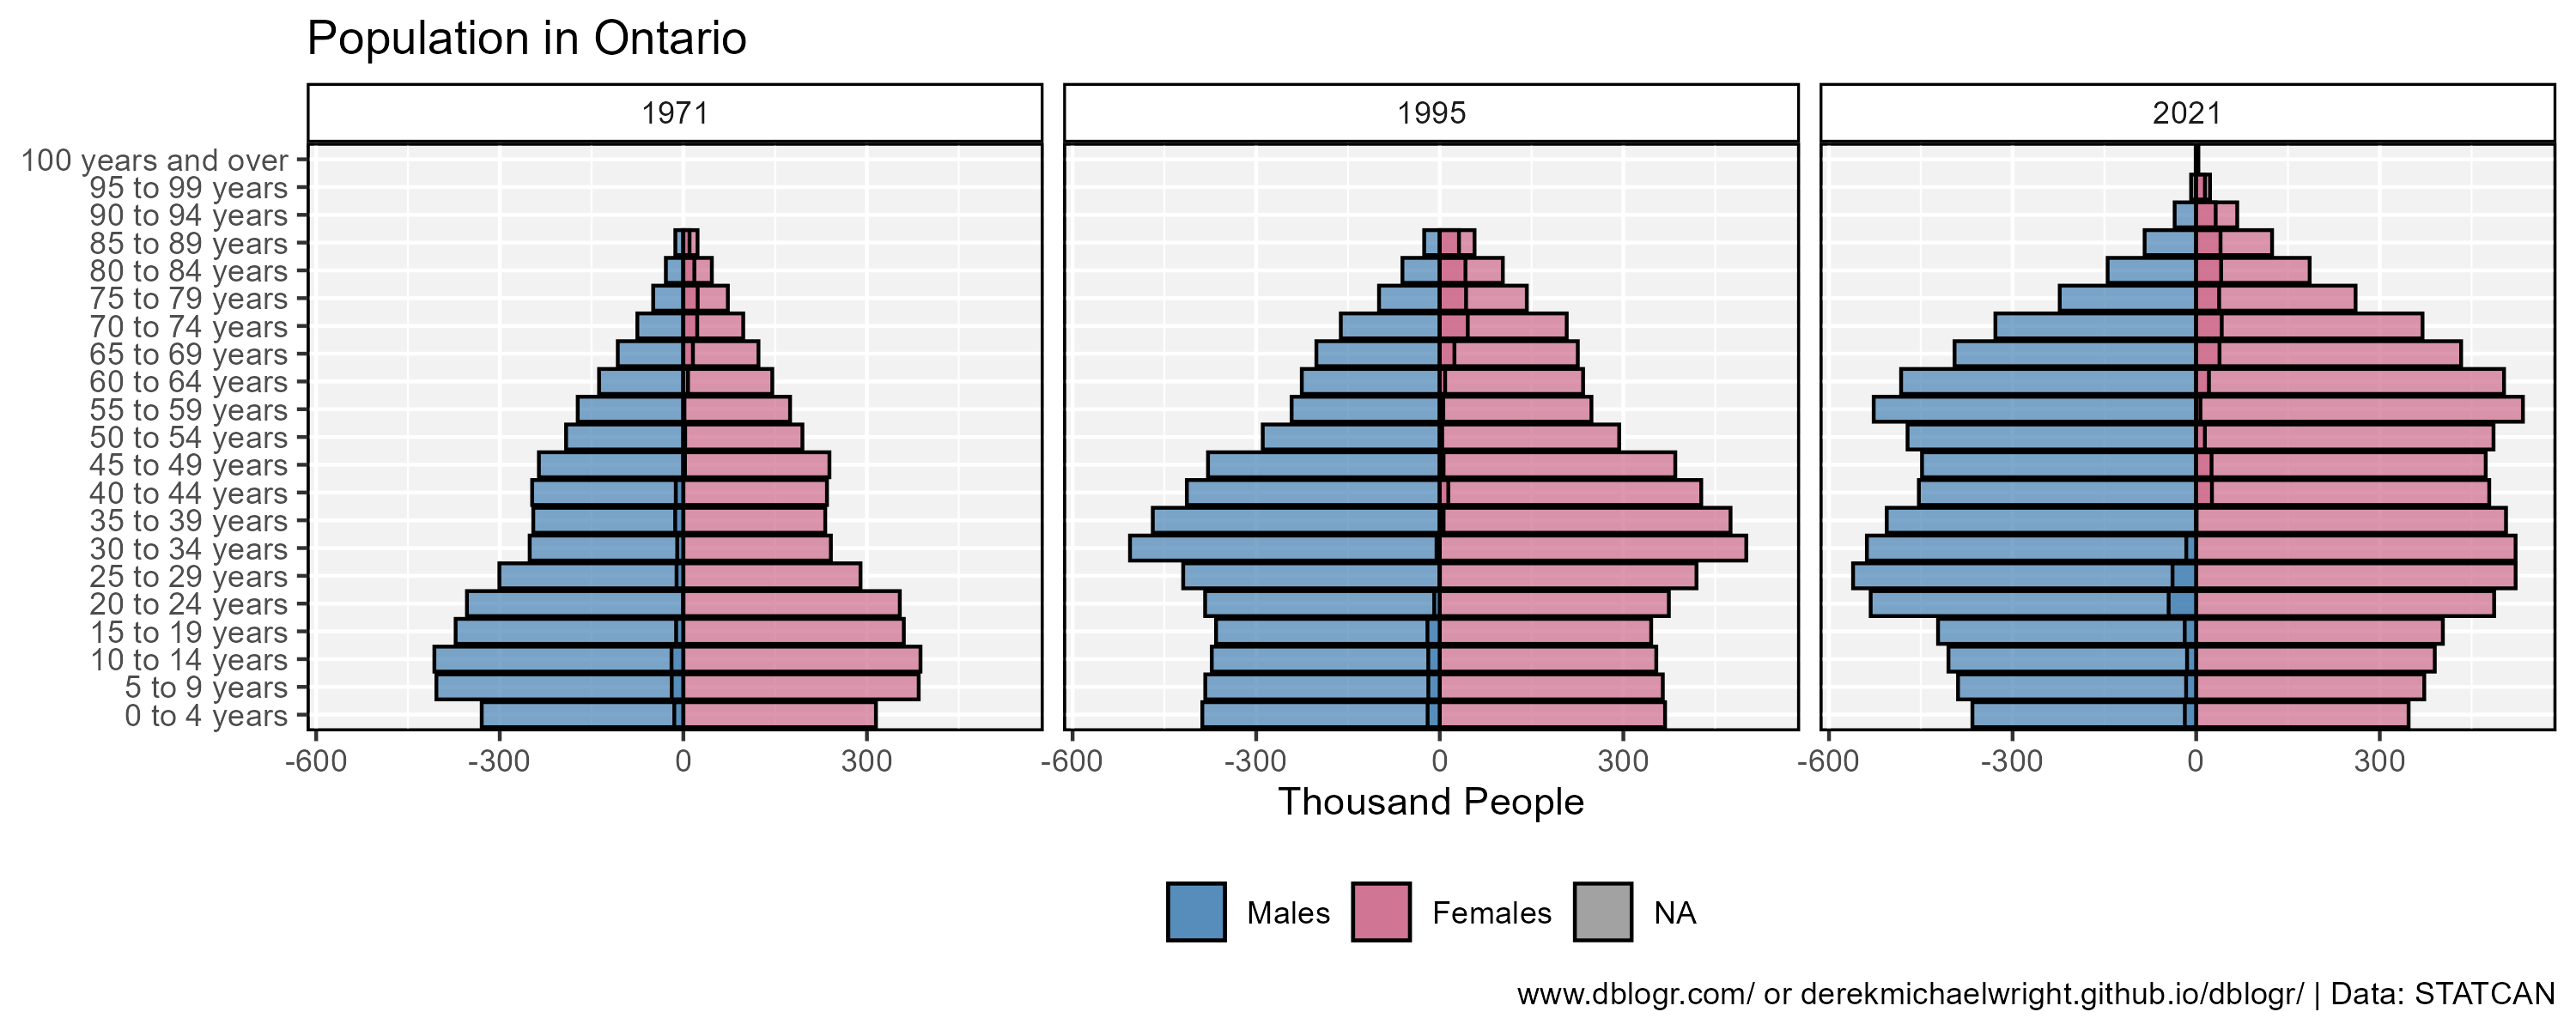 Population in Ontario
1971
1995
2021
100 years and over
95 to 99 years
90 to 94 years
85 to 89 years
80 to 84 years
75 to 79 years
70 to 74 years
65 to 69 years
60 to 64 years
55 to 59 years
50 to 54 years
45 to 49 years
40 to 44 years
35 to 39 years
30 to 34 years
25 to 29 years
20 to 24 years
15 to 19 years
10 to 14 years
5 to 9 years
0 to 4 years
-600 -300 0 300
-600 -300 0 300
-600 -300 0 300
Thousand People
Males Females NA
www.dblogr.com/ or derekmichaelwright.github.io/dblogr/ | Data: STATCAN